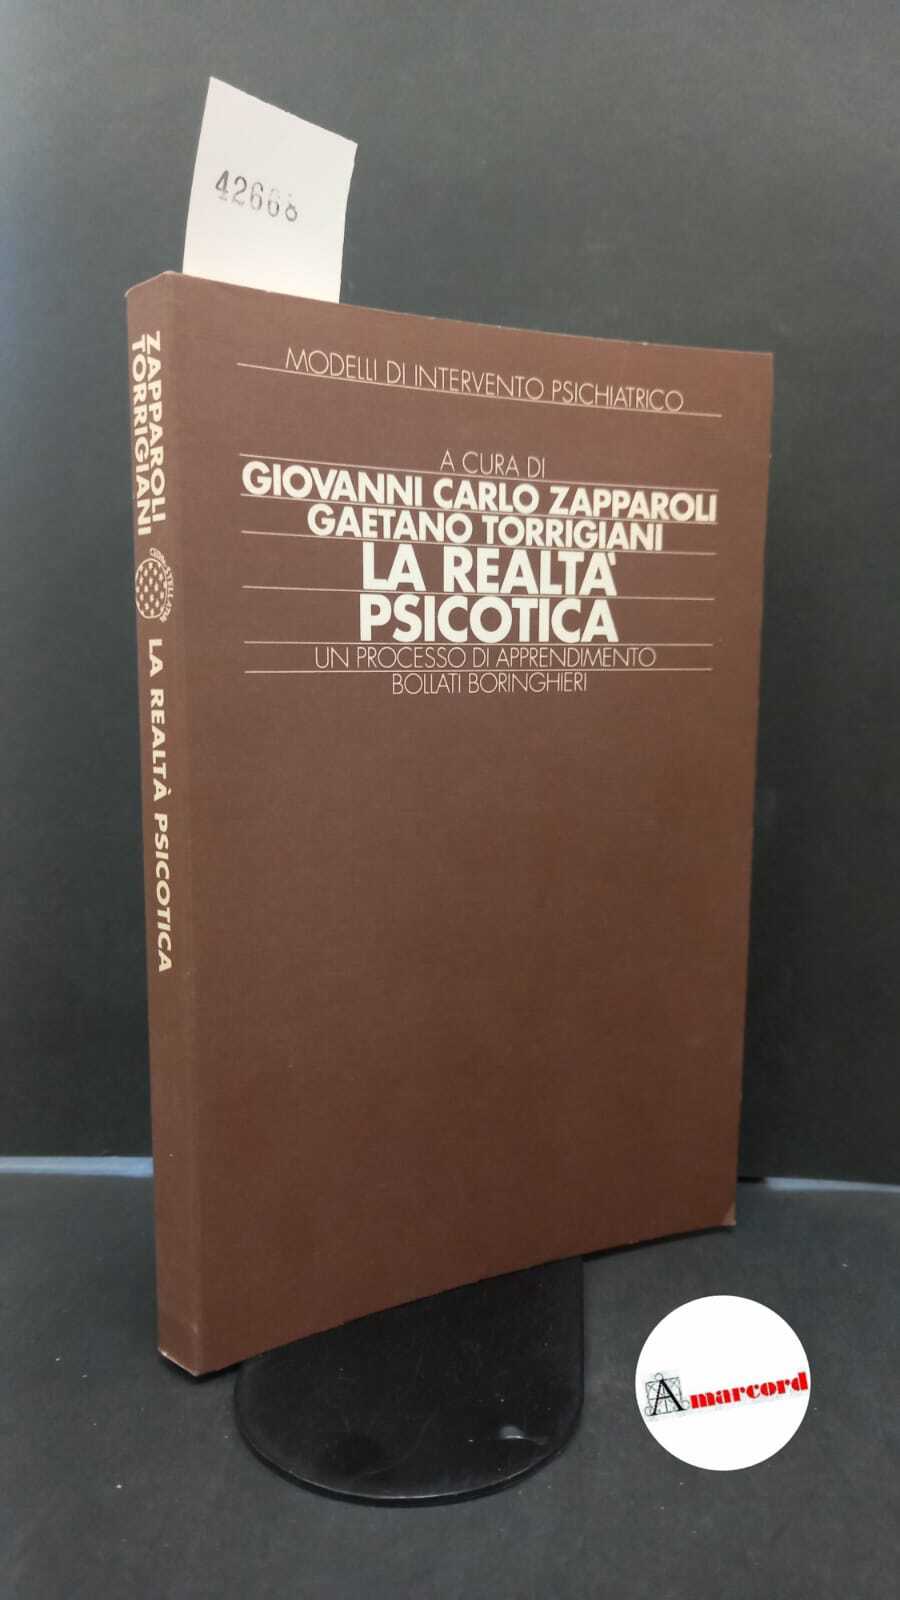 42668
MODELLI DI INTERVENTO PSICHIATRICO
A CURA DI
GIOVANNI CARLO ZAPPAROLI
GAETANO TORRIGIANI
LA REALTÀ
PSICOTICA
UN PROCESSO DI APPRENDIMENTO
BOLLATI BORINGHIERI
ZAPPAROLI
TORRIGIANI
LA REALTÀ PSICOTICA
Amarcord